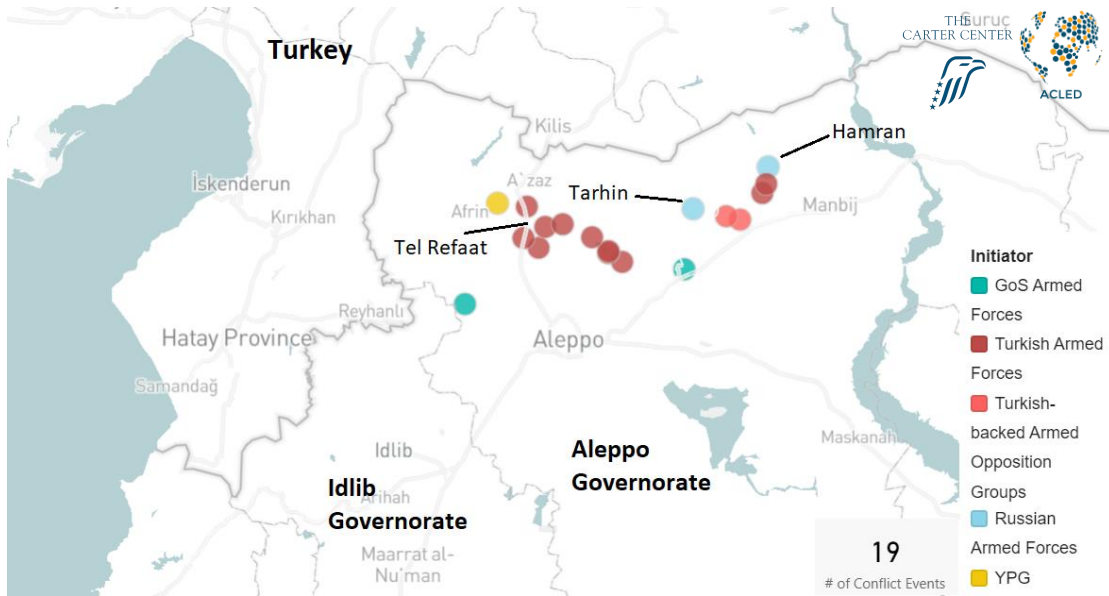 Turkey
THE
CARTER CENTER
Suruç
ACLED
Kilis
Hamran
İskenderun
A`zaz
Tarhin
Kırıkhan
Afrin
Manbij
Tel Refaat
Initiator
GoS Armed
Forces
Reyhanlı
Hatay Province
Aleppo
Turkish Armed
Forces
Samandağ
Turkish-
backed Armed
Opposition
Groups
Maskanah
Idlib
Aleppo
Governorate
Idlib
Governorate
Arihah
Russian
Armed Forces
Maarrat al-
Nu'man
19
# of Conflict Events
YPG